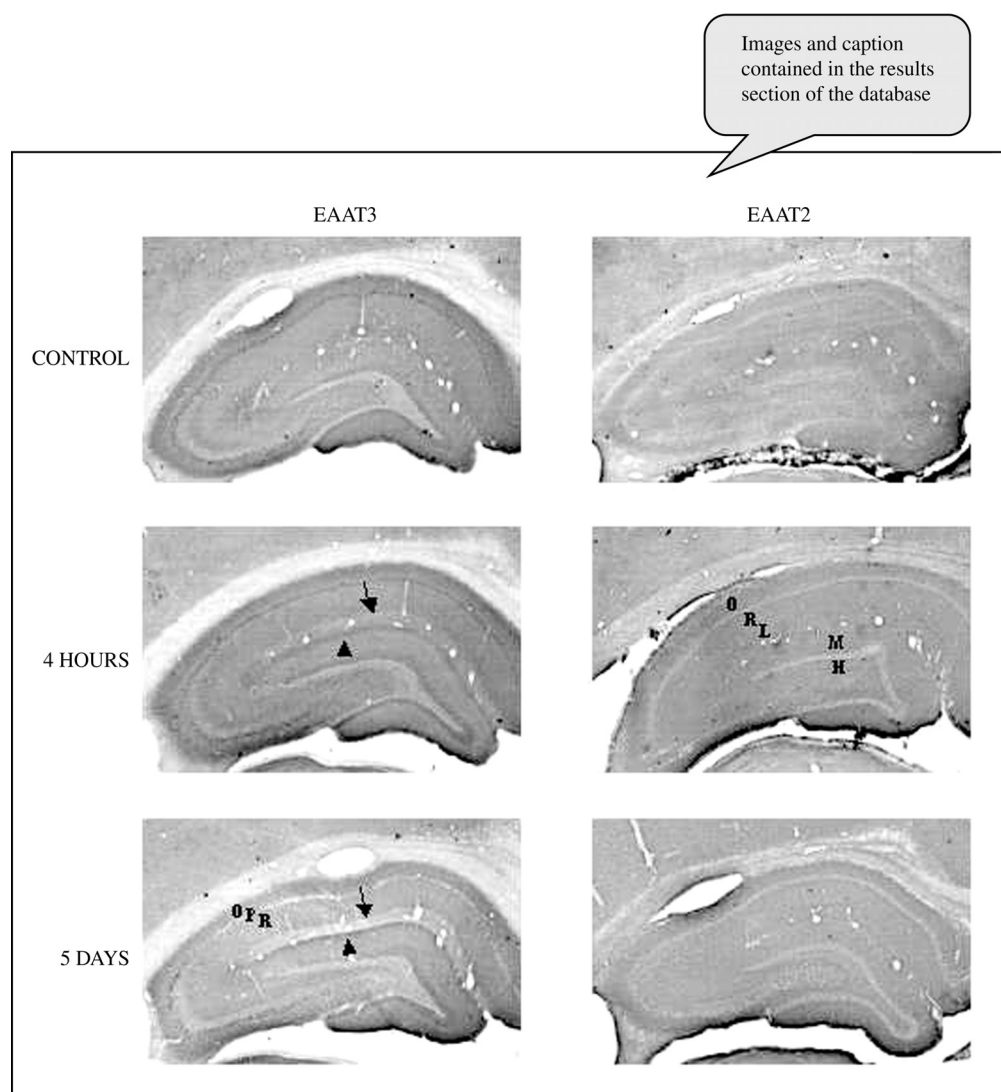 Images and caption
contained in the results
section of the database
EAAT3 EAAT2
CONTROL
4 HOURS
O
R
L
M
H
O P R
5 DAYS